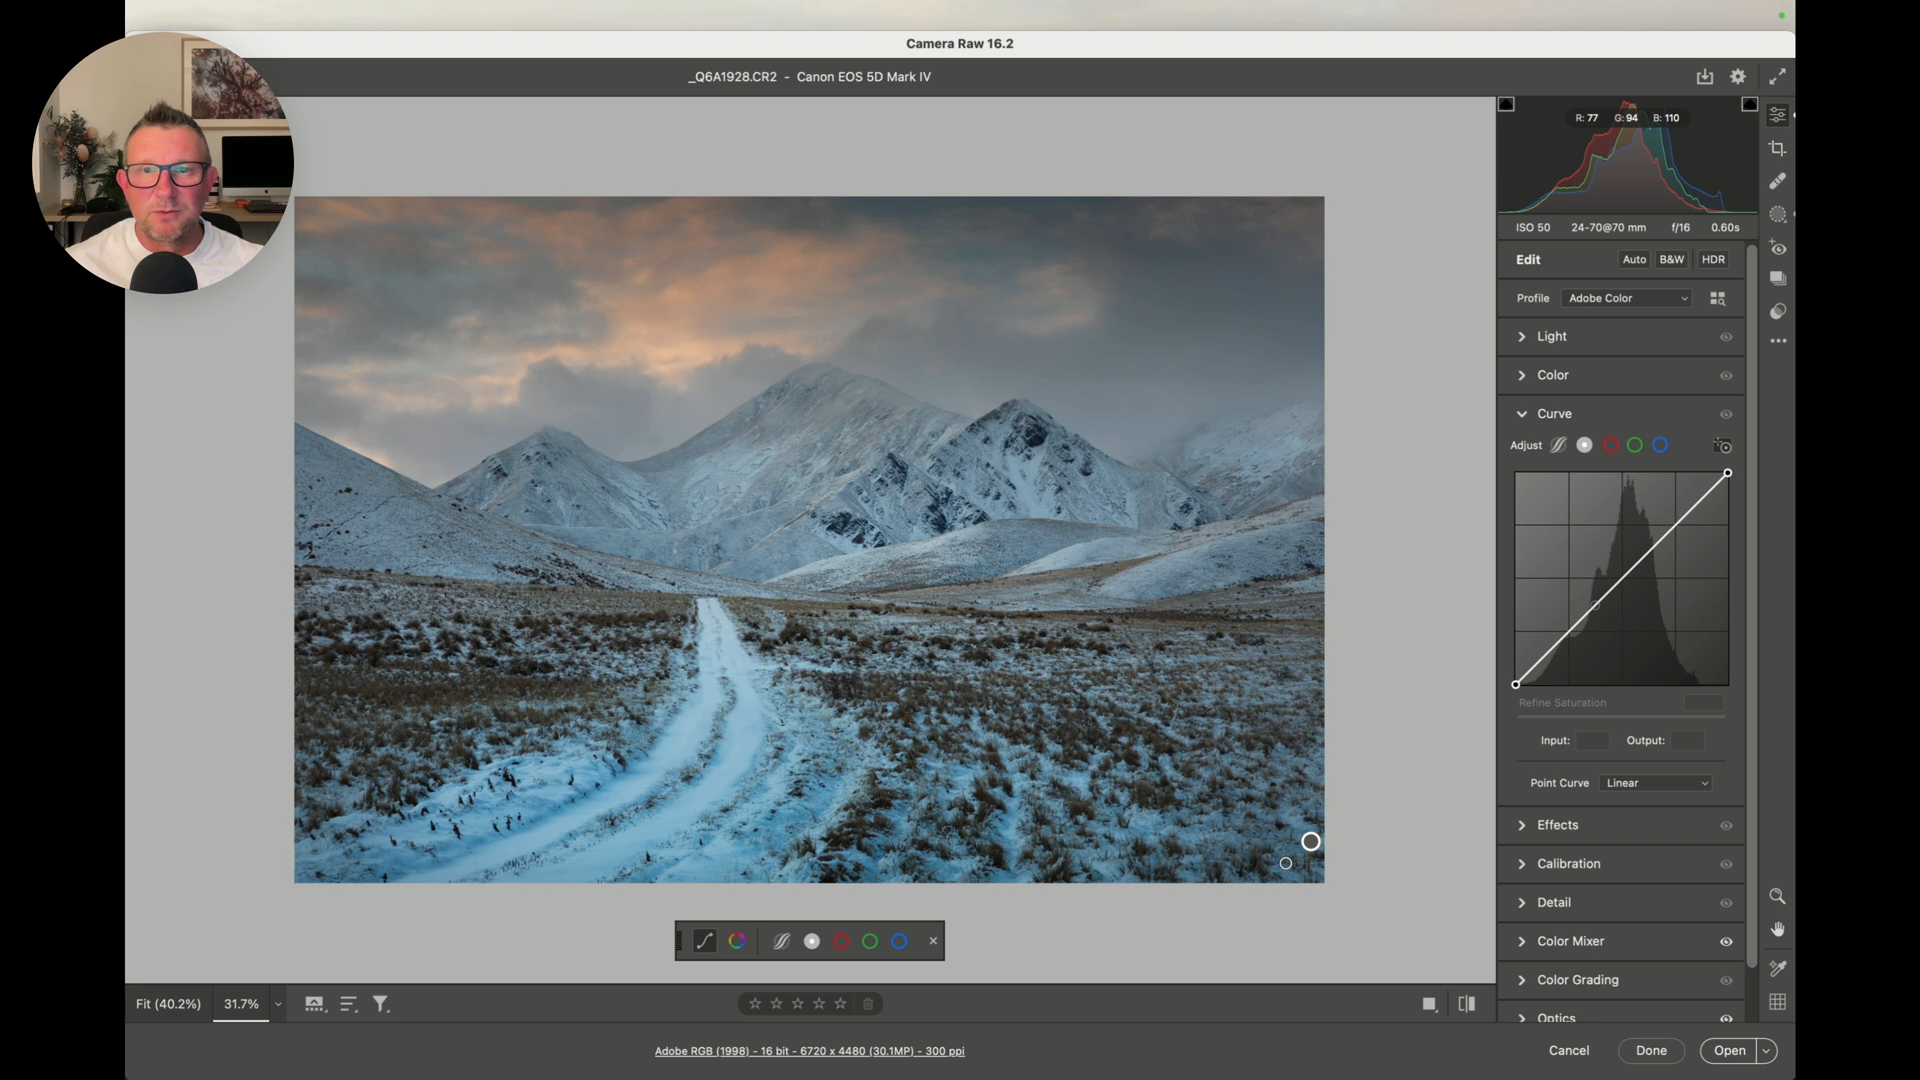 Camera Raw 16.2
_Q6A1928.CR2 - Canon EOS 5D Mark IV
R: 77 G: 94 B: 110
ISO 50 24-70@70 mm f/16 0.60s
Edit Auto B&W HDR
Profile Adobe Color
Light
Color
Curve
Adjust
Refine Saturation
Input: Output:
Point Curve Linear
Effects
Calibration
Detail
Color Mixer
Color Grading
Optics
Fit (40.2%) 31.7%
Adobe RGB (1998) - 16 bit - 6720 x 4480 (30.1MP) - 300 ppi
Cancel Done Open